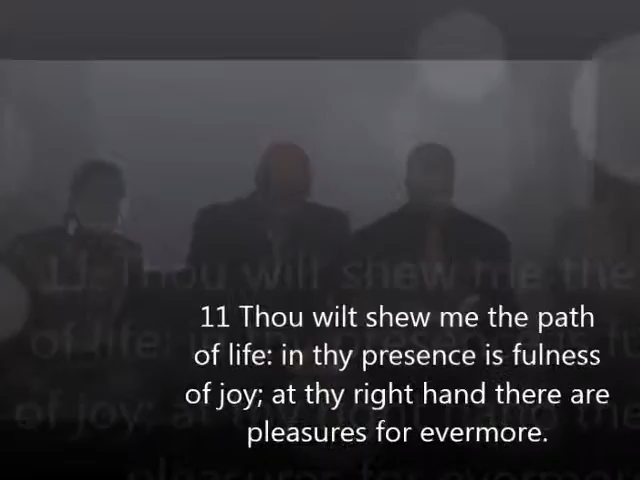 11 Thou wilt shew me the path
of life: in thy presence is fulness
of joy; at thy right hand there are
pleasures for evermore.